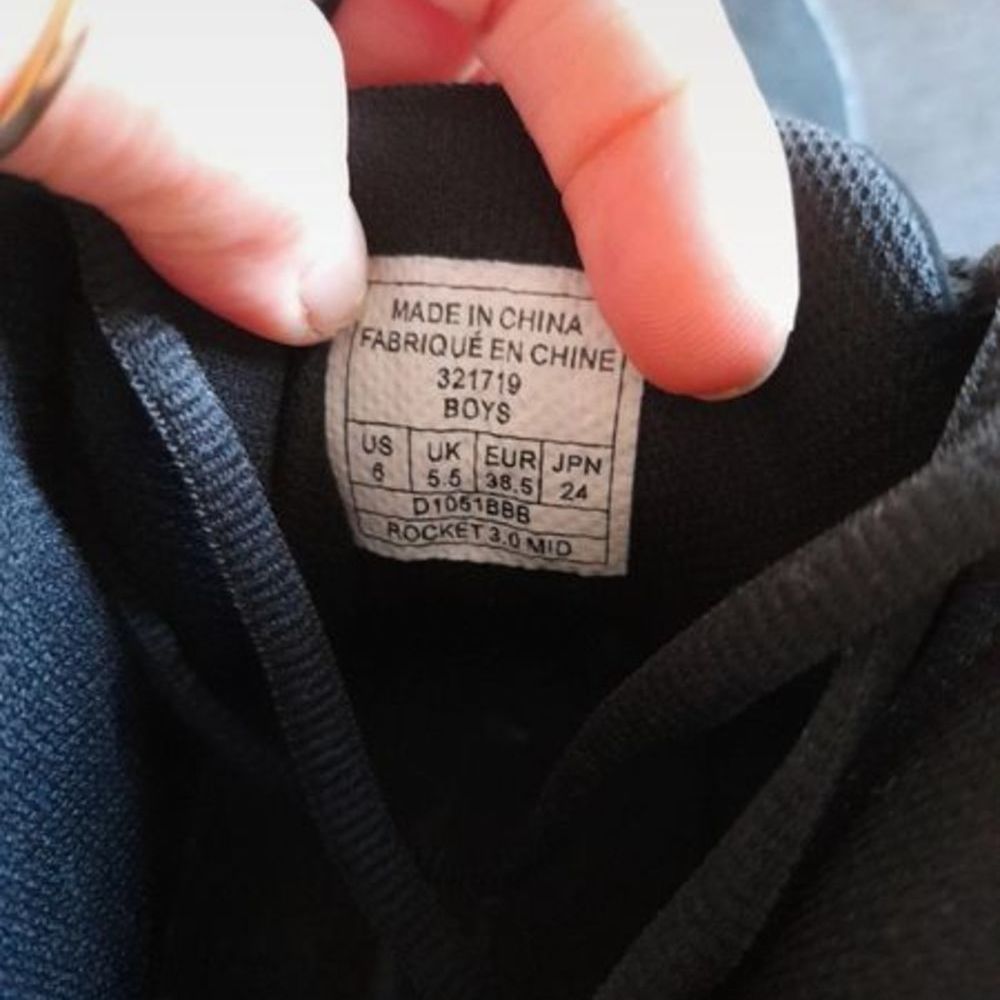 MADE IN CHINA
FABRIQUÉ EN CHINE
321719
BOYS
US UK EUR JPN
6 5.5 38.5 24
D1051BBB
ROCKET 3.0 MID